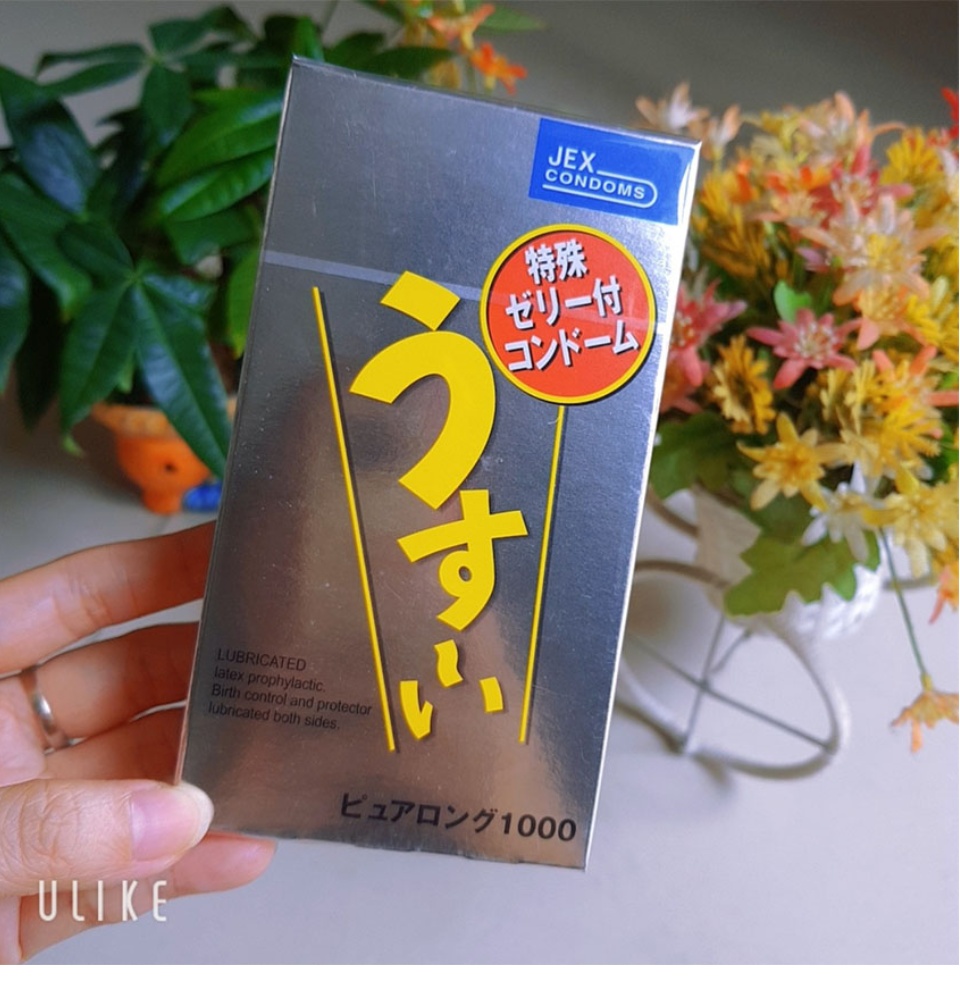 JEX
CONDOMS
特殊
ゼリー付
コンドーム
うすーい
LUBRICATED
latex prophylactic.
Birth control and protector
lubricated both sides.
ピュアロング1000
ULIKE